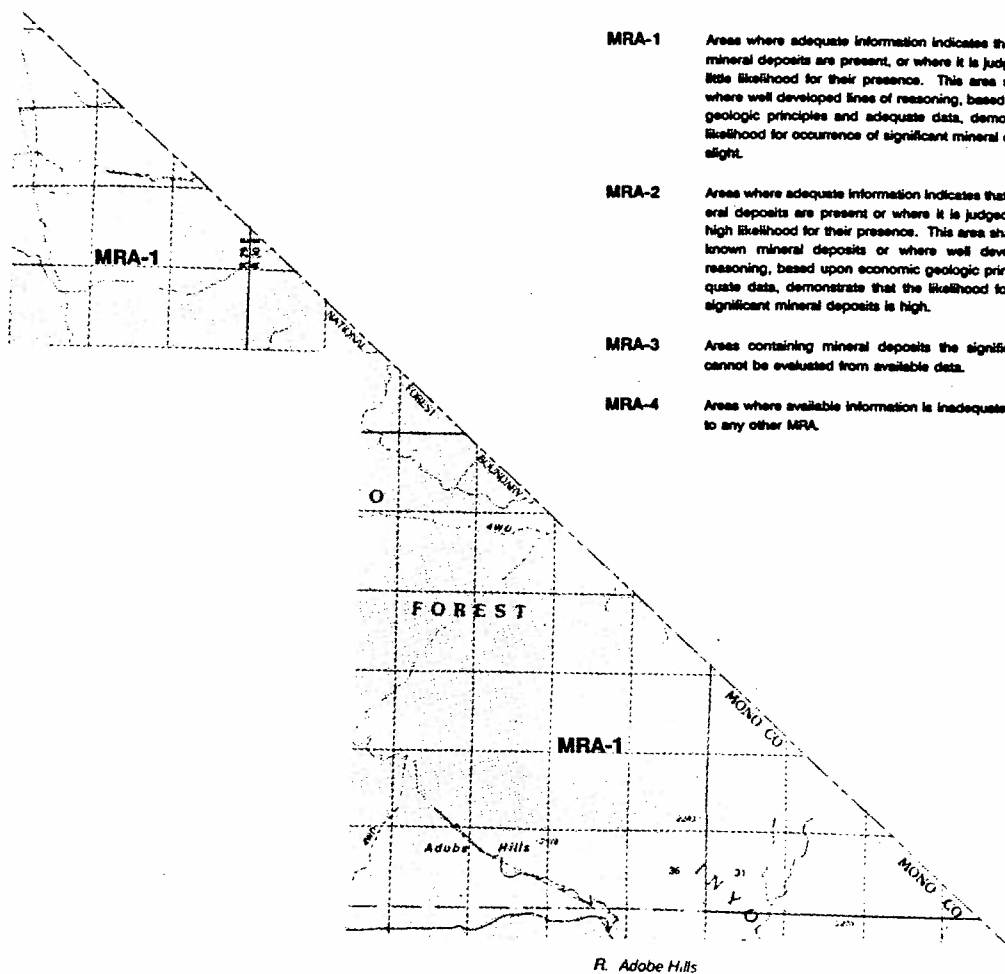 MRA-1 Areas where adequate information indicates th
mineral deposits are present, or where it is judg
little likelihood for their presence. This area
where well developed lines of reasoning, based
geologic principles and adequate data, demo
likelihood for occurrence of significant mineral
slight.
MRA-2 Areas where adequate information indicates that
eral deposits are present or where it is judged
high likelihood for their presence. This area sh
known mineral deposits or where well deve
reasoning, based upon economic geologic prin
quate data, demonstrate that the likelihood fo
significant mineral deposits is high.
MRA-3 Areas containing mineral deposits the signific
cannot be evaluated from available data.
MRA-4 Areas where available information is inadequate
to any other MRA.
MRA-1
NATIONAL
FOREST
BOUNDARY
O
4WD
FOREST
MONO CO
MRA-1
4WD
Adobe Hills
36 31
INYO
MONO CO
R. Adobe Hills